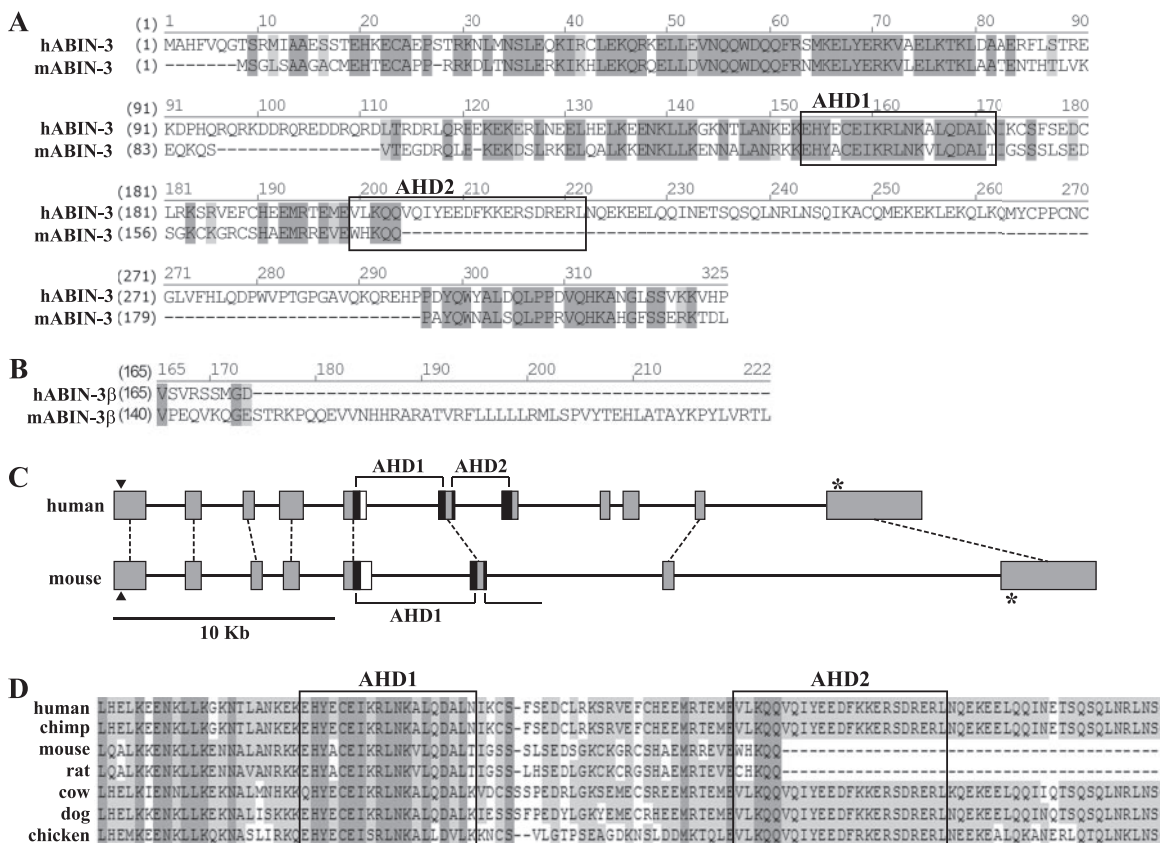 A
(1) 1 10 20 30 40 50 60 70 80 90
hABIN-3 (1) MAHFVQGTSRMIAAESSTEHKECAEPSTRKNLMNSLEQKIRCLEKQRKELLEVNQQWDQQFRSMKELYERKVAELKTKLDAAERFLSTRE
mABIN-3 (1) -------MSGLSAAGACMEHTECAPP-RRKDLTNSLERKIKHLEKQRQELLDVNQQWDQQFRNMKELYERKVLELKTKLAATENTHTLVK
(91) 91 100 110 120 130 140 150 160 170 180
AHD1
hABIN-3 (91) KDPHQRQRKDDRQREDDRQRDLTRDRLQREEKEKERLNEELHELKEENKLLKGKNTLANKEKEHYECEIKRLNKALQDALNIKCSFSEDC
mABIN-3 (83) EQKQS----------------VTEGDRQLE-KEKDSLRKELQALKKENKLLKENNALANRKKEHYACEIKRLNKVLQDALTIGSSSLSED
(181) 181 190 200 210 220 230 240 250 260 270
AHD2
hABIN-3 (181) LRKSRVEFCHEEMRTEMEVLKQQVQIYEEDFKKERSDRERLNQEKEELQQINETSQSQLNRLNSQIKACQMEKEKLEKQLKQMYCPPCNC
mABIN-3 (156) SGKCKGRCSHAEMRREVEWHKQQ-------------------------------------------------------------------
(271) 271 280 290 300 310 325
hABIN-3 (271) GLVFHLQDPWVPTGPGAVQKQREHPPDYQWYALDQLPPDVQHKANGLSSVKKVHP
mABIN-3 (179) -------------------------PAYQWNALSQLPPRVQHKAHGFSSERKTDL
B
(165) 165 170 180 190 200 210 222
hABIN-3β (165) VSVRSSMGD-------------------------------------------------
mABIN-3β (140) VPEQVKQGESTRKPQQEVVNHHRARATVRFLLLLLRMLSPVYTEHLATAYKPYLVRTL
C
AHD1 AHD2
human *
mouse *
AHD1
10 Kb
D
AHD1 AHD2
human LHELKEENKLLKGKNTLANKEKEHYECEIKRLNKALQDALNIKCS-FSEDCLRKSRVEFCHEEMRTEMEVLKQQVQIYEEDFKKERSDRERLNQEKEELQQINETSQSQLNRLNS
chimp LHELKEENKLLKGKNTLANKEKEHYECEIKRLNKALQDALNIKCS-FSEDCLRKSRVEFCHEEMRTEMEVLKQQVQIYEEDFKKERSDRERLNQEKEELQQINETSQSQLNRLNS
mouse LQALKKENKLLKENNALANRKKEHYACEIKRLNKVLQDALTIGSS-SLSEDSGKCKGRCSHAEMRREVEWHKQQ-----------------------------------------
rat LQALKKENKLLKENNAVANRKKEHYACEIKRLNKVLQDALTIGSS-LHSEDLGKCKCRGSHAEMRTEVECHKQQ-----------------------------------------
cow LHELKIENKLLKEKNALMNHKKQHYECEIKRLNKALQDALKVDCSSSPEDRLGKSEMECSREEMRTEMEVLKQQVQIYEEDFKKERSDRERLKQEKEELQQIIQTSQSQLNRLNS
dog LHELKEENKLLKEKNALISKKKEHYECEIKRLNKALQDALKIESSSFPEDYLGKYEMECRHEEMRTEMEVLKQQVQIYEEDFKKERSDRERLNQEKEELQQINETSQSQLNRLNS
chicken LHEMKEENKLLKQKNASLIRKKEHYECEISRLNKALLDVLKKNCS--VLGTPSEAGDKNSLDDMKTQLEVLKQQVQIYEEDFRKERSDRERLNEEKEALQKANERLQTQLNKLNS